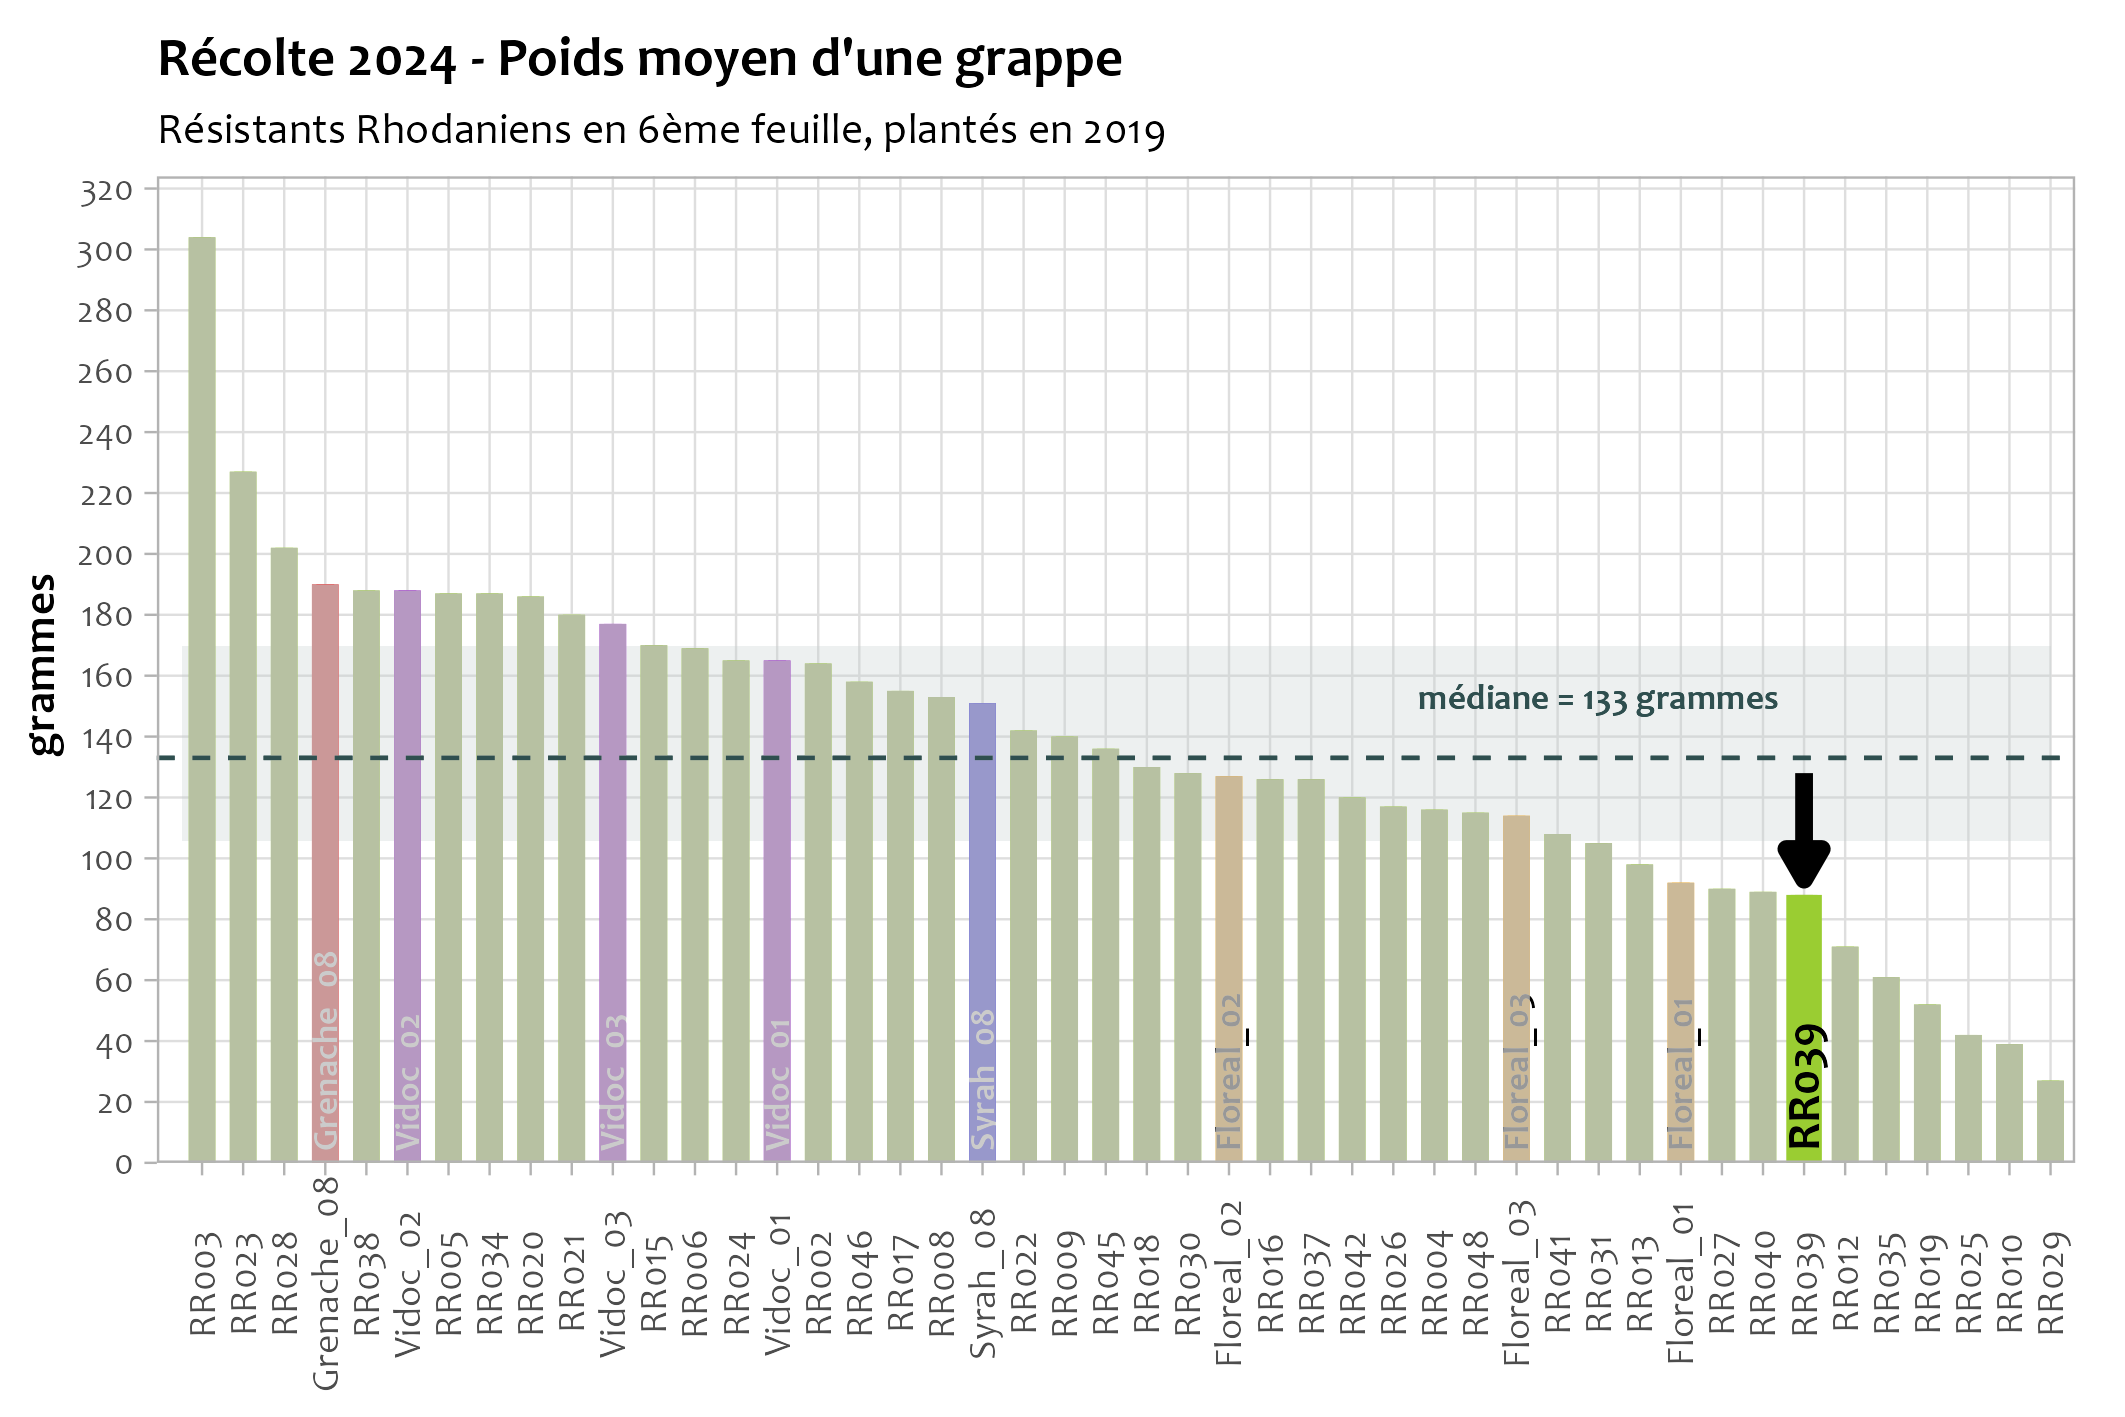 Récolte 2024 - Poids moyen d'une grappe
Résistants Rhodaniens en 6ème feuille, plantés en 2019
grammes
320
300
280
260
240
220
200
180
160
140
120
100
80
60
40
20
0
médiane = 133 grammes
Grenache_08
Vidoc_02
Vidoc_03
Vidoc_01
Syrah_08
Floreal_02
Floreal_03
Floreal_01
RR039
RR003
RR023
RR028
Grenache_08
RR038
Vidoc_02
RR005
RR034
RR020
RR021
Vidoc_03
RR015
RR006
RR024
Vidoc_01
RR002
RR046
RR017
RR008
Syrah_08
RR022
RR009
RR045
RR018
RR030
Floreal_02
RR016
RR037
RR042
RR026
RR004
RR048
Floreal_03
RR041
RR031
RR013
Floreal_01
RR027
RR040
RR039
RR012
RR035
RR019
RR025
RR010
RR029